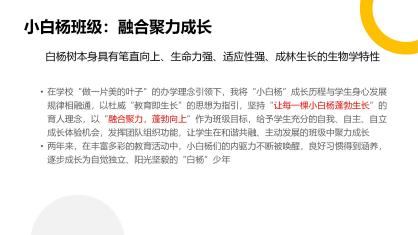 小白杨班级：融合聚力成长
白杨树本身具有笔直向上、生命力强、适应性强、成林生长的生物学特性
• 在学校“做一片美的叶子”的办学理念引领下，我将“小白杨”成长历程与学生身心发展
规律相融通，以杜威“教育即生长”的思想为指引，坚持“让每一棵小白杨蓬勃生长”的
育人理念，以“融合聚力，蓬勃向上”作为班级目标，给予学生充分的自我、自主、自立
成长体验机会，发挥团队组织功能，让学生在和谐共融、主动发展的班级中聚力成长
• 两年来，在丰富多彩的教育活动中，小白杨们的内驱力不断被唤醒，良好习惯得到涵养，
逐步成长为自觉独立、阳光坚毅的“白杨”少年